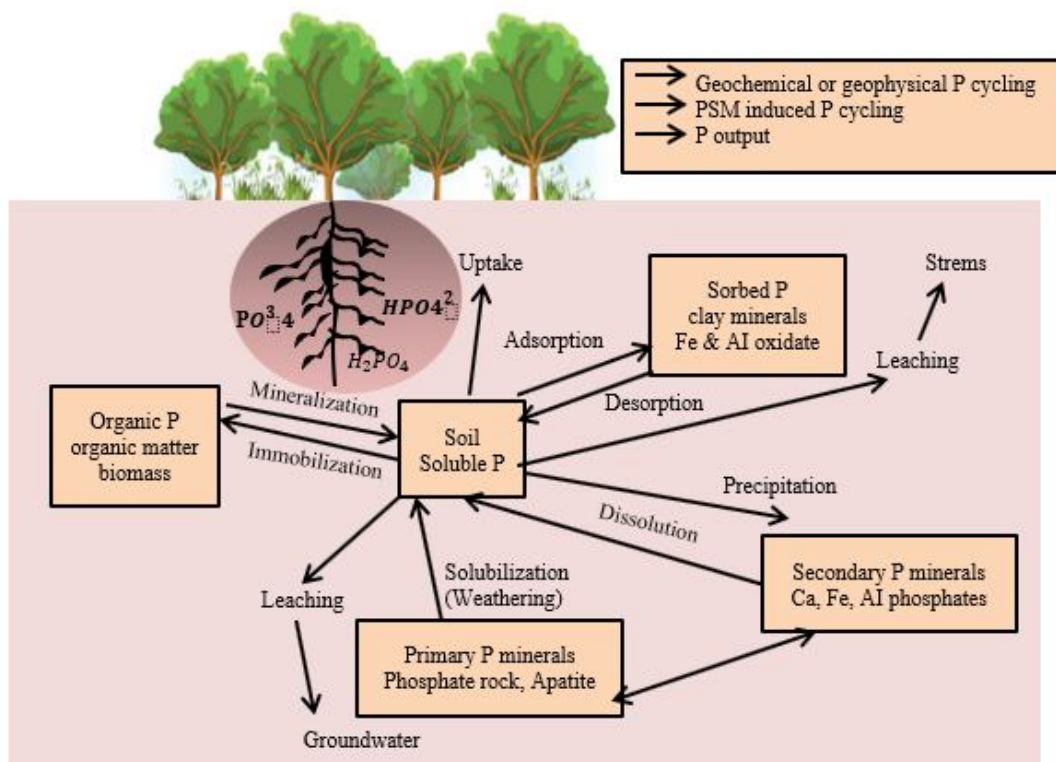 Geochemical or geophysical P cycling
PSM induced P cycling
P output
PO³⬚4
HPO4²⬚
H₂PO₄
Uptake
Strems
Sorbed P
clay minerals
Fe & AI oxidate
Adsorption
Leaching
Desorption
Mineralization
Organic P
organic matter
biomass
Immobilization
Soil
Soluble P
Precipitation
Dissolution
Secondary P minerals
Ca, Fe, AI phosphates
Solubilization
(Weathering)
Leaching
Primary P minerals
Phosphate rock, Apatite
Groundwater